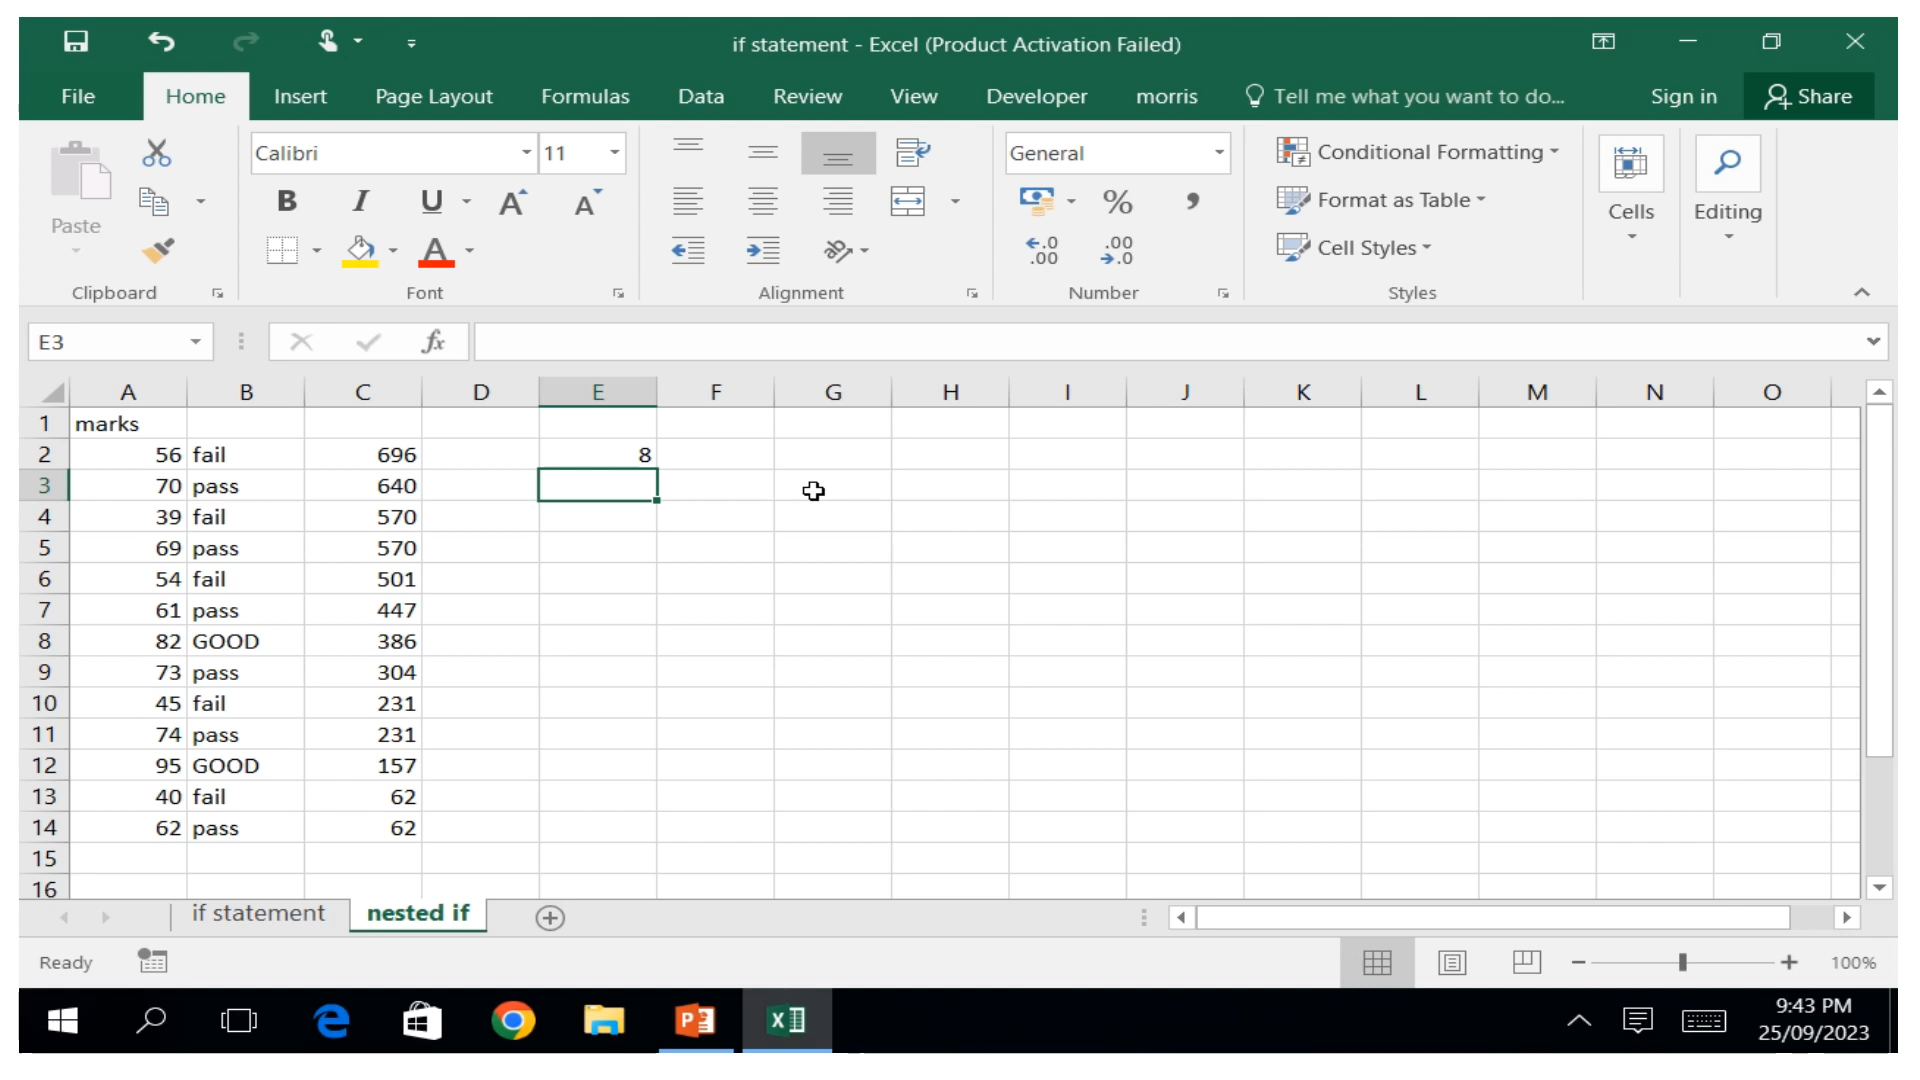 if statement - Excel (Product Activation Failed)
File Home Insert Page Layout Formulas Data Review View Developer morris Tell me what you want to do... Sign in Share
Calibri 11 General Conditional Formatting
B I U A A % , Format as Table Cells Editing
Paste
A ←.0 .00 .00 →.0 Cell Styles
Clipboard Font Alignment Number Styles
E3 fx
A B C D E F G H I J K L M N O
1 marks
2 56 fail 696 8
3 70 pass 640
4 39 fail 570
5 69 pass 570
6 54 fail 501
7 61 pass 447
8 82 GOOD 386
9 73 pass 304
10 45 fail 231
11 74 pass 231
12 95 GOOD 157
13 40 fail 62
14 62 pass 62
15
16
if statement nested if
Ready 100%
9:43 PM
25/09/2023